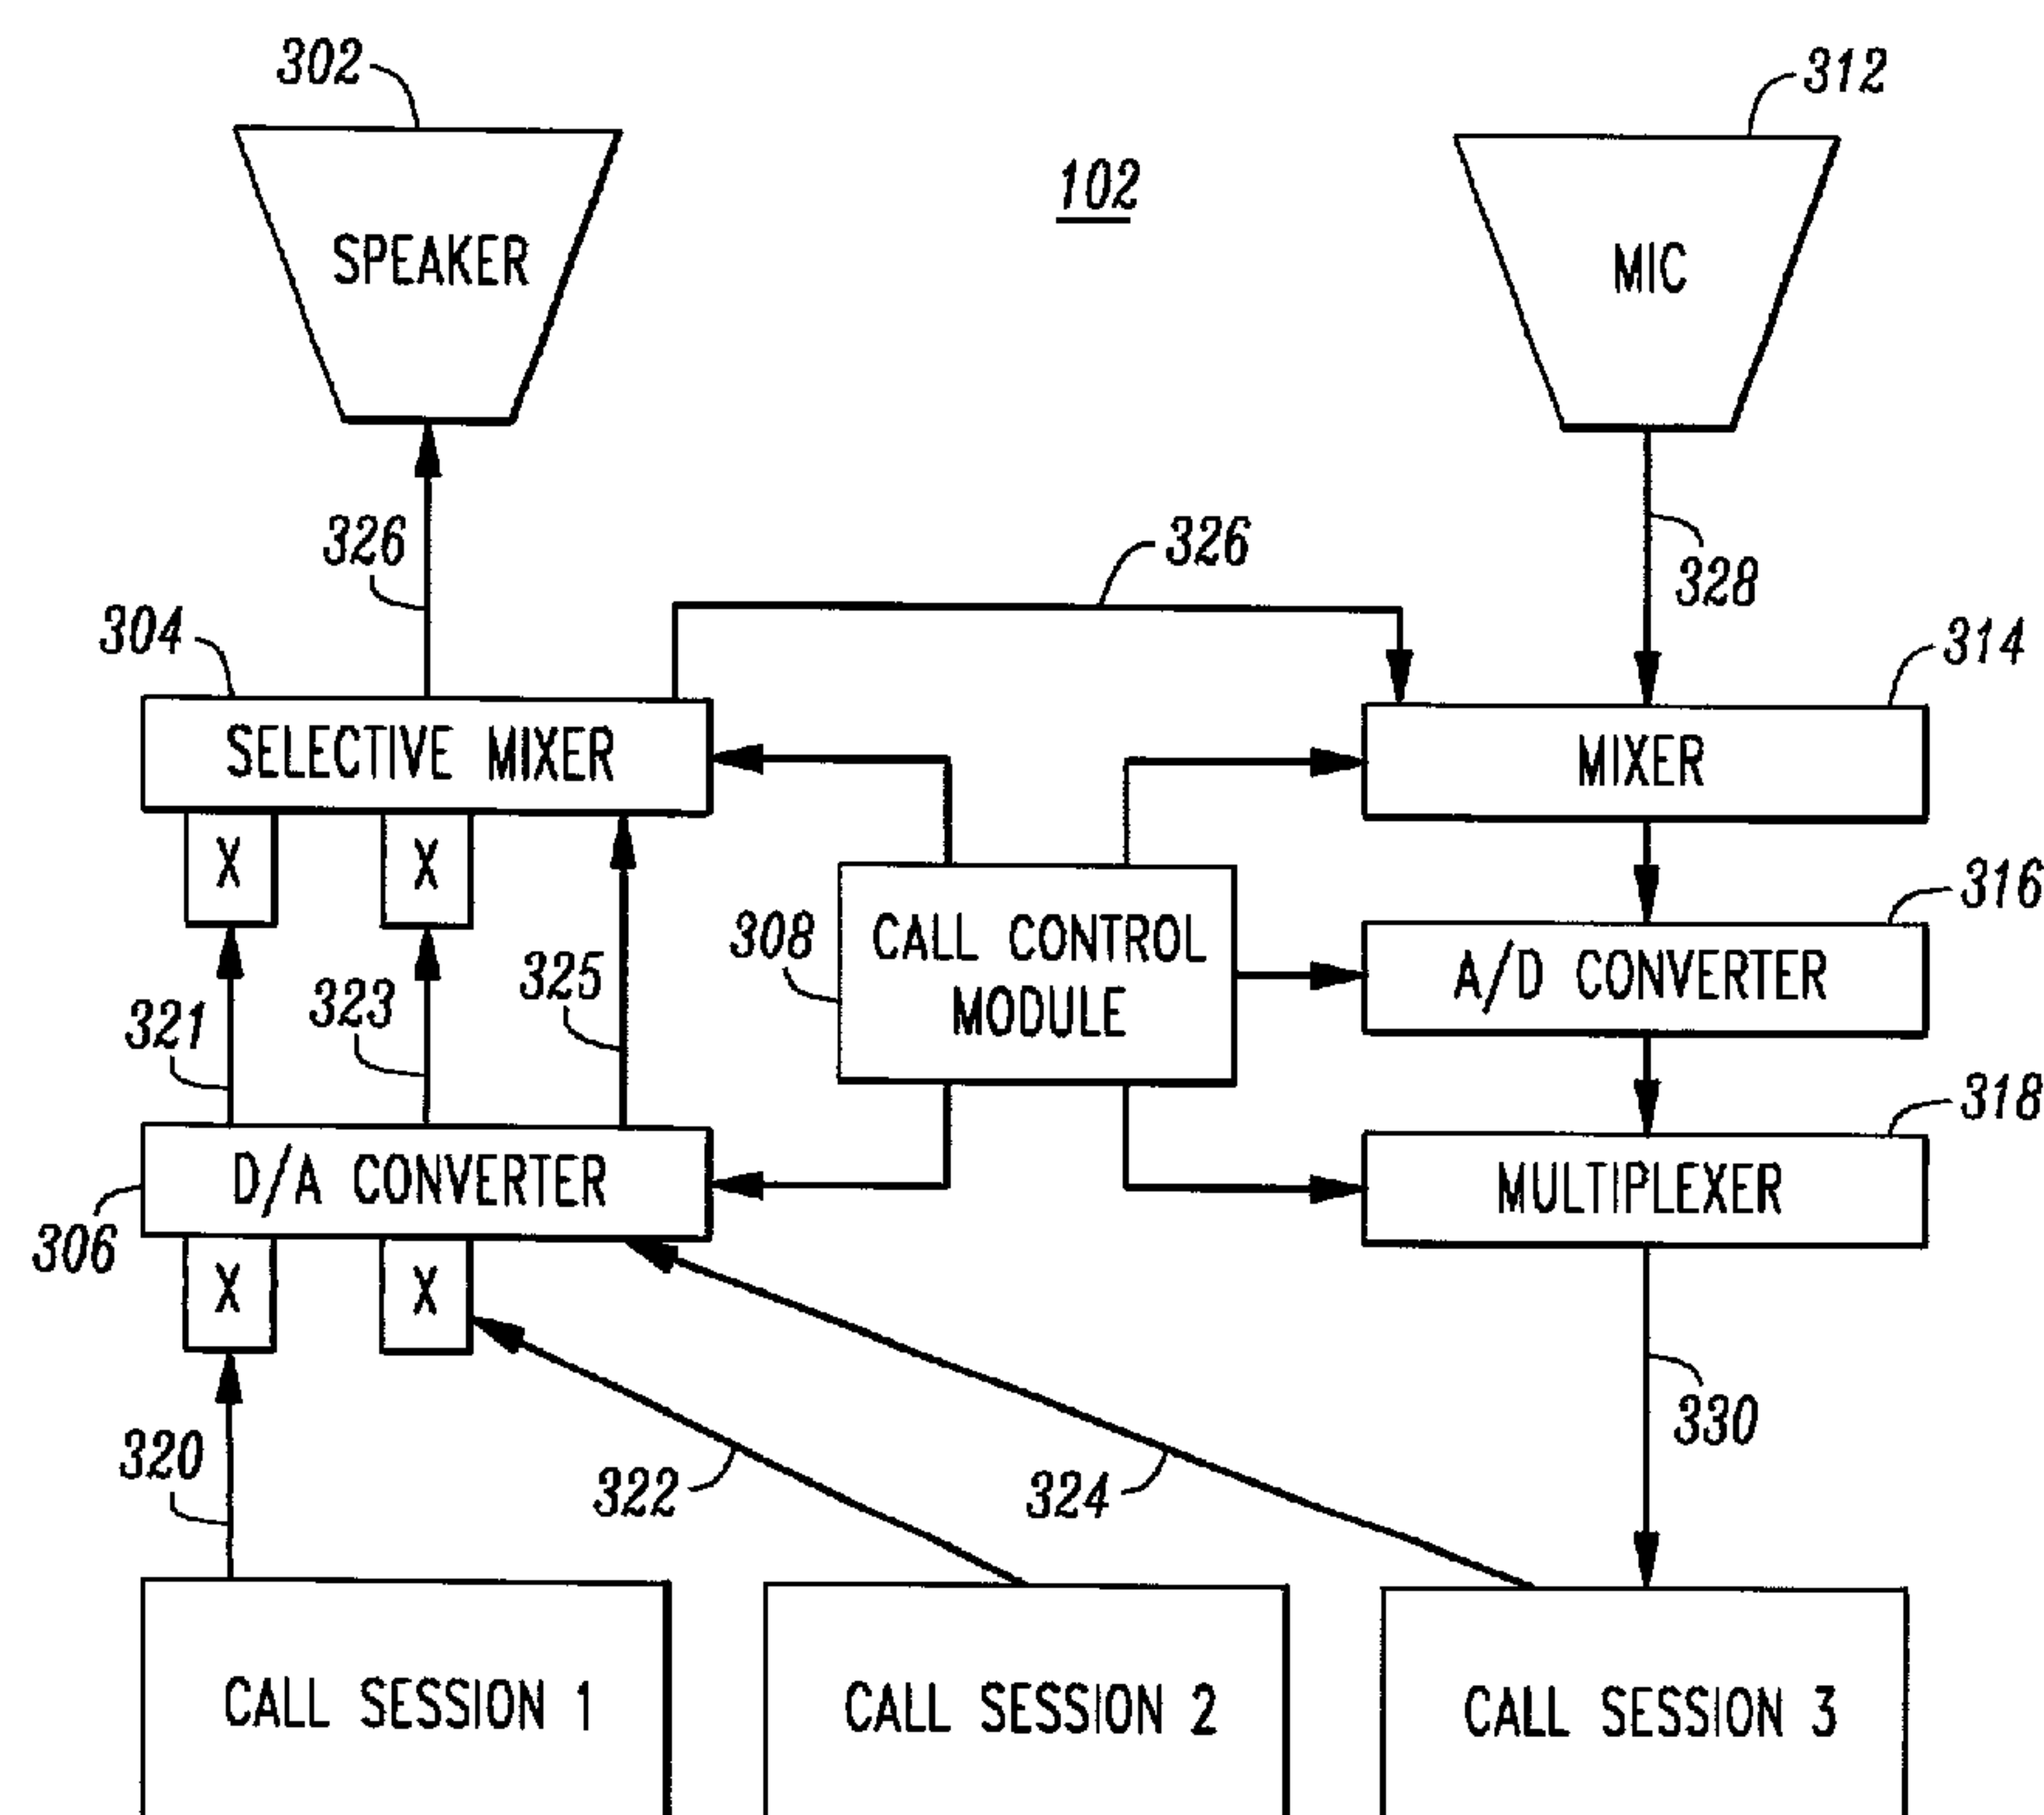 302
312
102
SPEAKER
MIC
326
326
328
304
314
SELECTIVE MIXER
MIXER
X
X
316
308
CALL CONTROL
MODULE
A/D CONVERTER
325
323
321
318
D/A CONVERTER
MULTIPLEXER
306
X
X
330
320
322
324
CALL SESSION 1
CALL SESSION 2
CALL SESSION 3